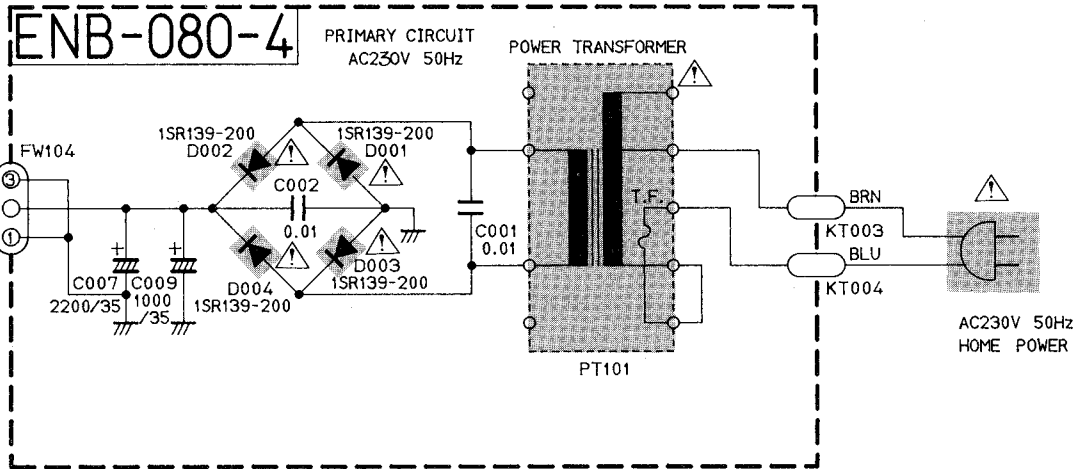 ENB-080-4
PRIMARY CIRCUIT
AC230V 50Hz
POWER TRANSFORMER
1SR139-200
D002
1SR139-200
D001
FW104
3
1
C002
0.01
C001
0.01
T.F.
BRN
KT003
BLU
KT004
C007
2200/35
C009
1000
/35
D004
1SR139-200
D003
1SR139-200
PT101
AC230V 50Hz
HOME POWER